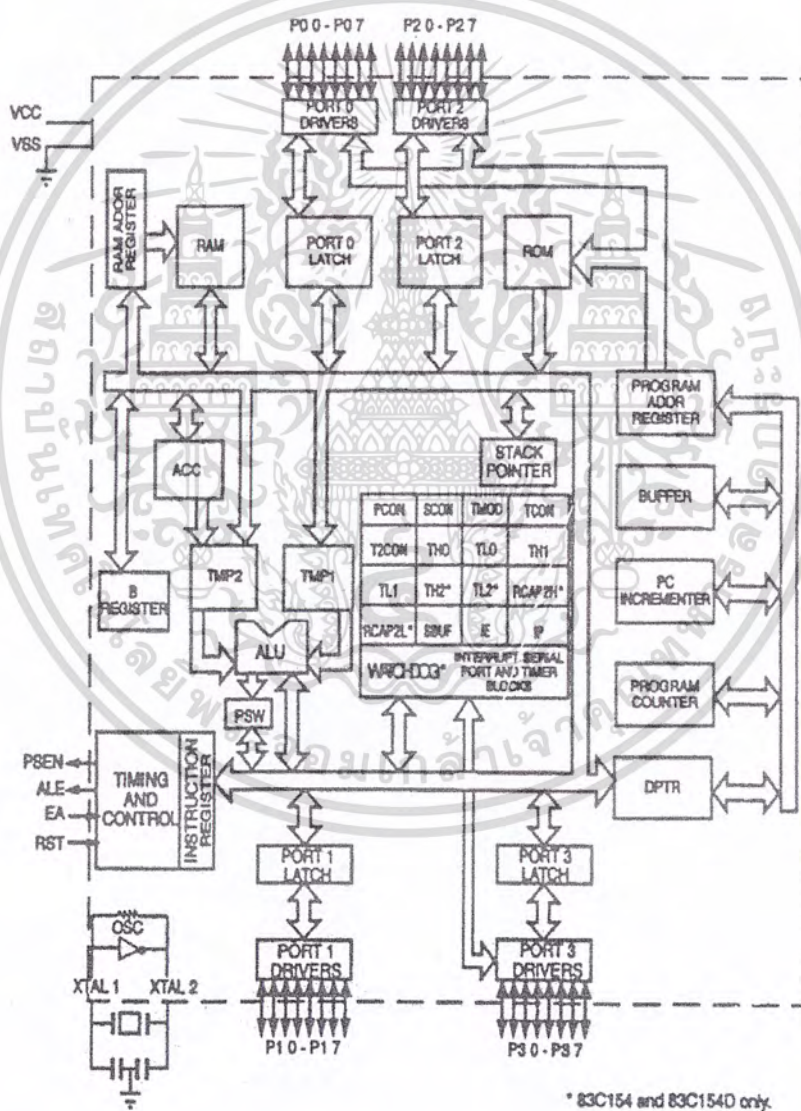 P0 0 - P0 7
P2 0 - P2 7
VCC
VSS
PORT 0
DRIVERS
PORT 2
DRIVERS
RAM ADDR
REGISTER
RAM
PORT 0
LATCH
PORT 2
LATCH
ROM
PROGRAM
ADDR
REGISTER
ACC
STACK
POINTER
BUFFER
PCON SCON TMOD TCON
T2CON TH0 TL0 TH1
TL1 TH2* TL2* RCAP2H*
RCAP2L* SBUF IE IP
WATCHDOG* INTERRUPT SERIAL
PORT AND TIMER
BLOCKS
B
REGISTER
TMP2
TMP1
PC
INCREMENTER
ALU
PSW
PROGRAM
COUNTER
PSEN
ALE
EA
RST
TIMING
AND
CONTROL
INSTRUCTION
REGISTER
DPTR
PORT 1
LATCH
PORT 3
LATCH
OSC
XTAL 1
XTAL 2
PORT 1
DRIVERS
PORT 3
DRIVERS
P1 0 - P1 7
P3 0 - P3 7
* 83C154 and 83C154D only.